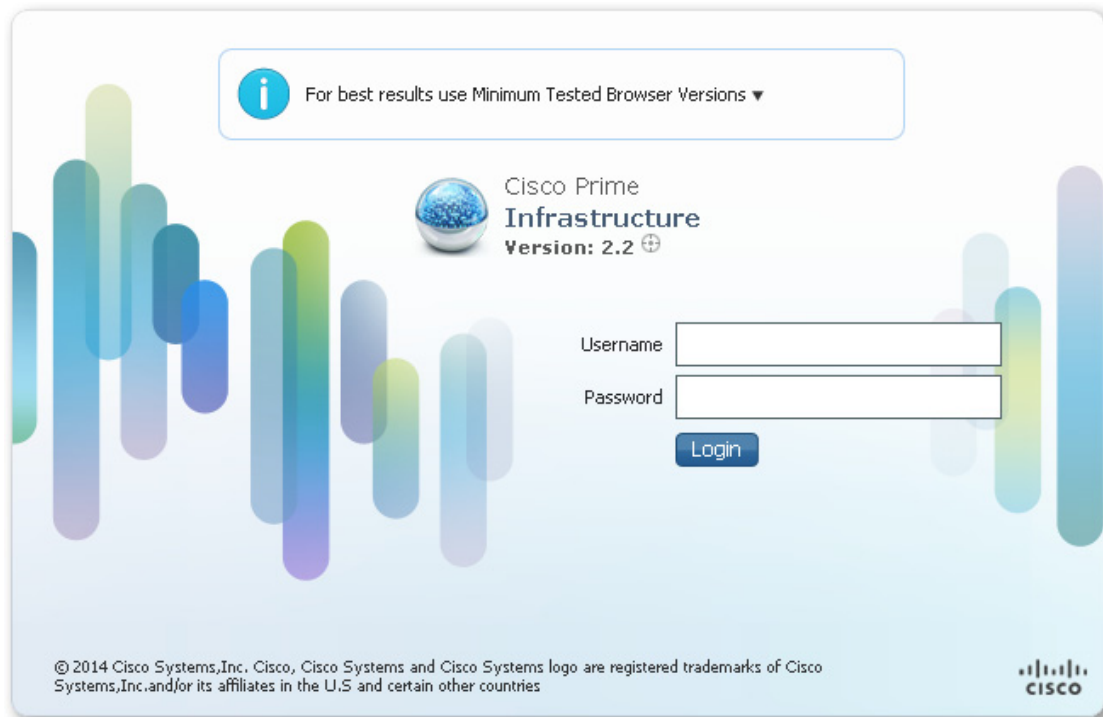 For best results use Minimum Tested Browser Versions ▼
Cisco Prime
Infrastructure
Version: 2.2
Username
Password
Login
© 2014 Cisco Systems,Inc. Cisco, Cisco Systems and Cisco Systems logo are registered trademarks of Cisco
Systems,Inc.and/or its affiliates in the U.S and certain other countries
CISCO